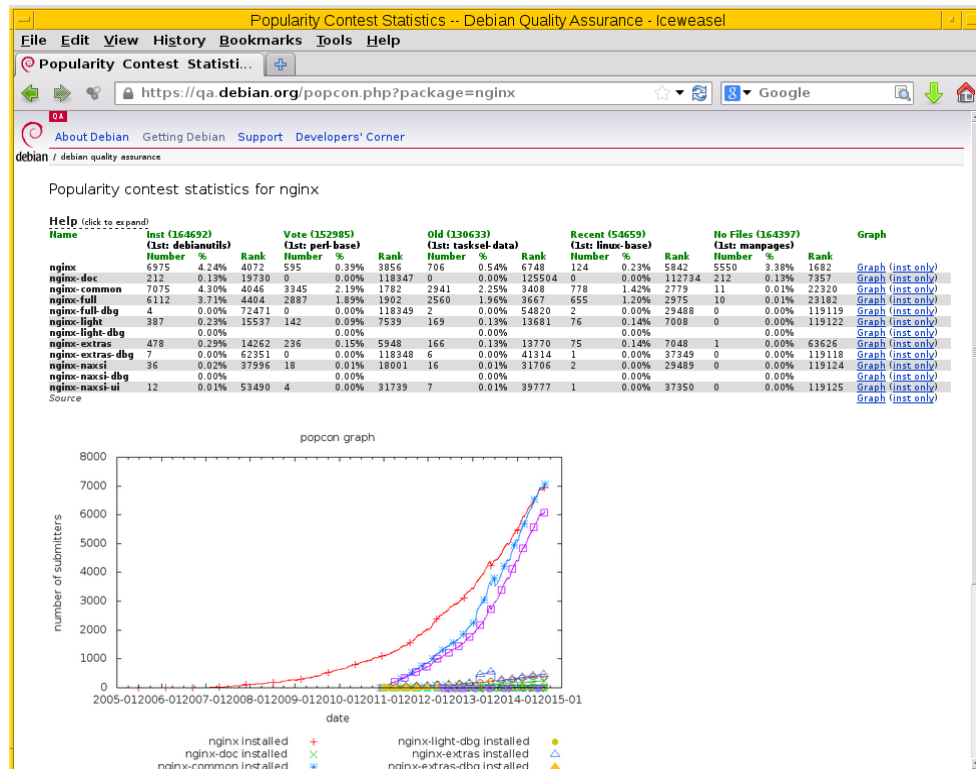 Popularity Contest Statistics -- Debian Quality Assurance - Iceweasel
File Edit View History Bookmarks Tools Help
Popularity Contest Statisti...
https://qa.debian.org/popcon.php?package=nginx
Google
QA
About Debian Getting Debian Support Developers' Corner
debian / debian quality assurance
Popularity contest statistics for nginx
Help (click to expand)
Name Inst (164692) Vote (152985) Old (130633) Recent (54659) No Files (164397) Graph
(1st: debianutils) (1st: perl-base) (1st: tasksel-data) (1st: linux-base) (1st: manpages)
Number % Rank Number % Rank Number % Rank Number % Rank Number % Rank
nginx 6975 4.24% 4072 595 0.39% 3856 706 0.54% 6748 124 0.23% 5842 5550 3.38% 1682 Graph (inst only)
nginx-doc 212 0.13% 19730 0 0.00% 118347 0 0.00% 125504 0 0.00% 112734 212 0.13% 7357 Graph (inst only)
nginx-common 7075 4.30% 4046 3345 2.19% 1782 2941 2.25% 3408 778 1.42% 2779 11 0.01% 22320 Graph (inst only)
nginx-full 6112 3.71% 4404 2887 1.89% 1902 2560 1.96% 3667 655 1.20% 2975 10 0.01% 23182 Graph (inst only)
nginx-full-dbg 4 0.00% 72471 0 0.00% 118349 2 0.00% 54820 2 0.00% 29488 0 0.00% 119119 Graph (inst only)
nginx-light 387 0.23% 15537 142 0.09% 7539 169 0.13% 13681 76 0.14% 7008 0 0.00% 119122 Graph (inst only)
nginx-light-dbg 0.00% 0.00% 0.00% 0.00% 0.00% Graph (inst only)
nginx-extras 478 0.29% 14262 236 0.15% 5948 166 0.13% 13770 75 0.14% 7048 1 0.00% 63626 Graph (inst only)
nginx-extras-dbg 7 0.00% 62351 0 0.00% 118348 6 0.00% 41314 1 0.00% 37349 0 0.00% 119118 Graph (inst only)
nginx-naxsi 36 0.02% 37996 18 0.01% 18001 16 0.01% 31706 2 0.00% 29489 0 0.00% 119124 Graph (inst only)
nginx-naxsi-dbg 0.00% 0.00% 0.00% 0.00% 0.00% Graph (inst only)
nginx-naxsi-ui 12 0.01% 53490 4 0.00% 31739 7 0.01% 39777 1 0.00% 37350 0 0.00% 119125 Graph (inst only)
Source Graph (inst only)
popcon graph
8000
7000
6000
5000
4000
3000
2000
1000
0
number of submitters
2005-01 2006-01 2007-01 2008-01 2009-01 2010-01 2011-01 2012-01 2013-01 2014-01 2015-01
date
nginx installed nginx-light-dbg installed
nginx-doc installed nginx-extras installed
nginx-common installed nginx-extras-dbg installed